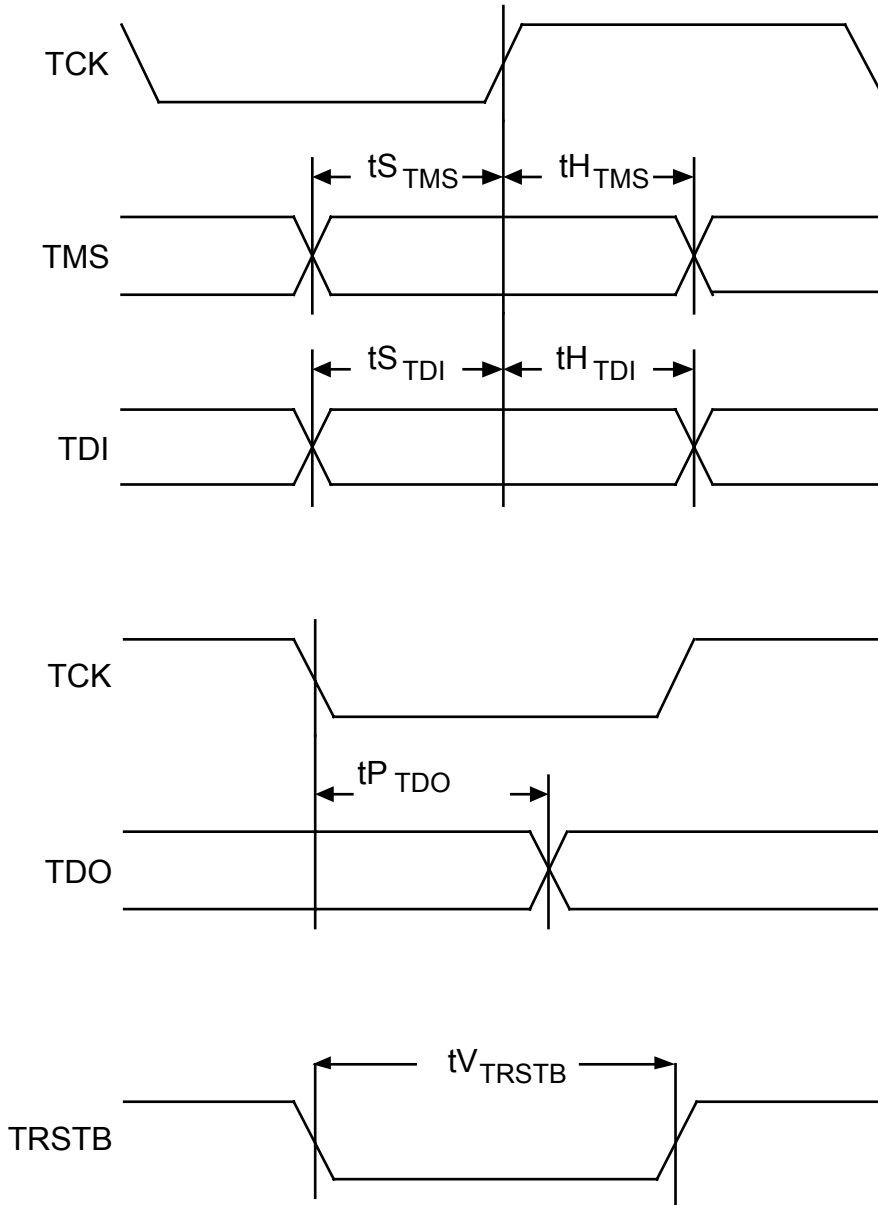 TCK
tS TMS tH TMS
TMS
tS TDI tH TDI
TDI
TCK
tP TDO
TDO
tV TRSTB
TRSTB